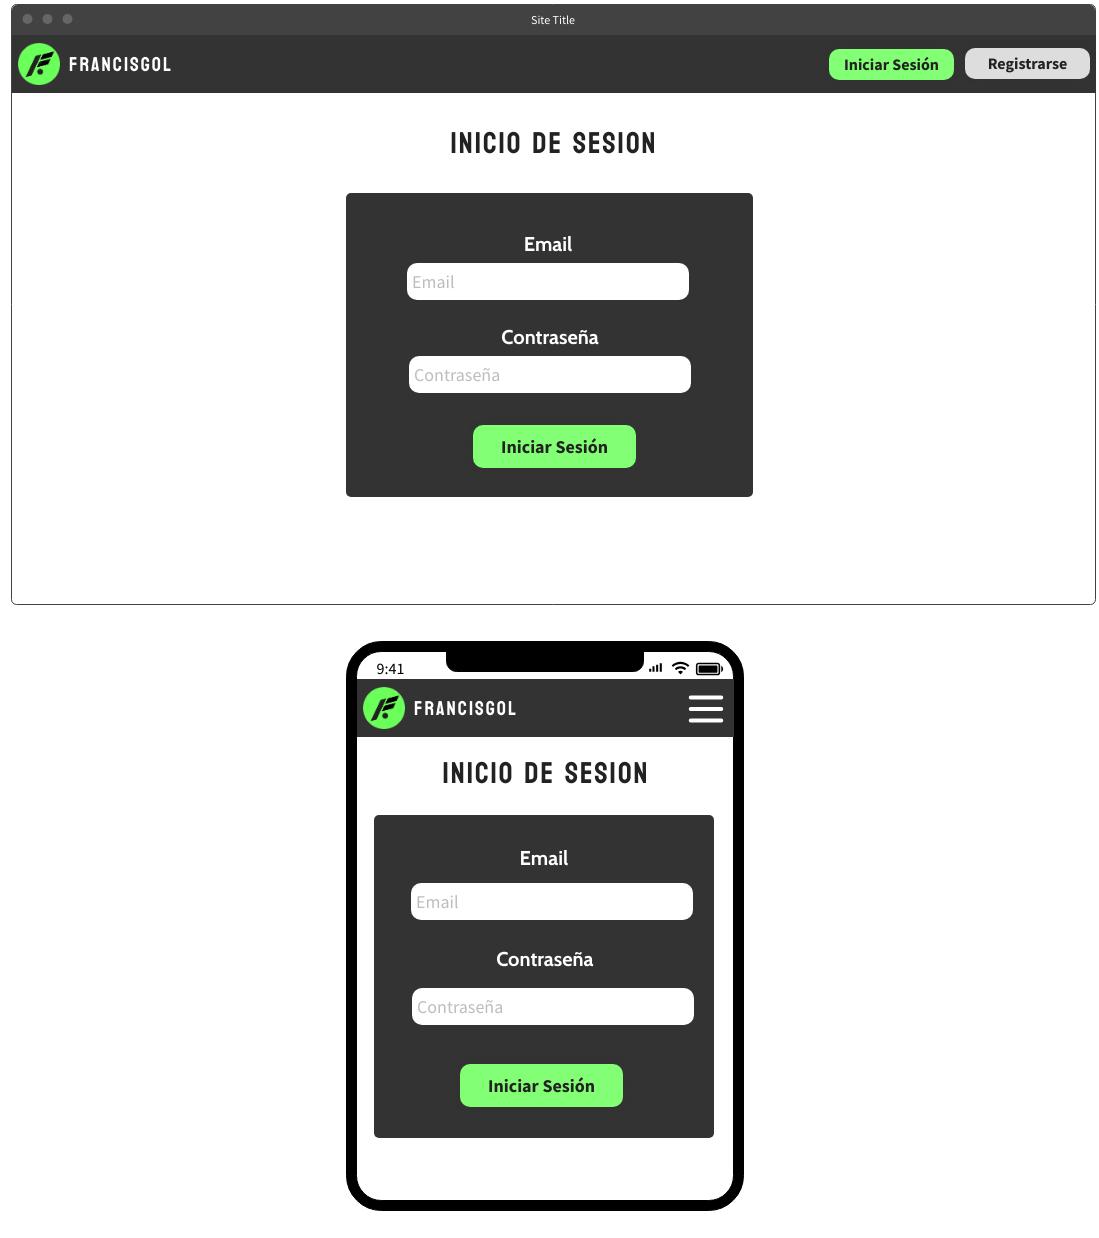 Site Title
FRANCISGOL
Iniciar Sesión
Registrarse
INICIO DE SESION
Email
Email
Contraseña
Contraseña
Iniciar Sesión
9:41
FRANCISGOL
INICIO DE SESION
Email
Email
Contraseña
Contraseña
Iniciar Sesión